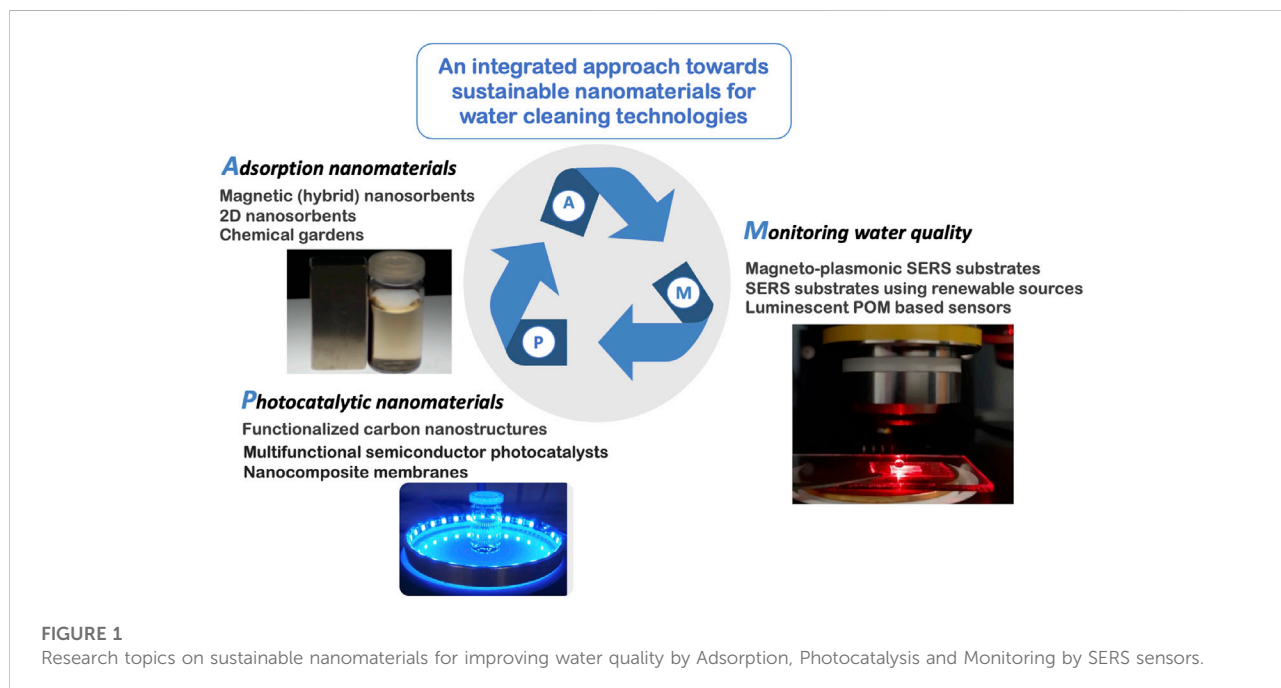 An integrated approach towards
sustainable nanomaterials for
water cleaning technologies
Adsorption nanomaterials
Magnetic (hybrid) nanosorbents
2D nanosorbents
Chemical gardens
A
M
P
Monitoring water quality
Magneto-plasmonic SERS substrates
SERS substrates using renewable sources
Luminescent POM based sensors
Photocatalytic nanomaterials
Functionalized carbon nanostructures
Multifunctional semiconductor photocatalysts
Nanocomposite membranes
FIGURE 1
Research topics on sustainable nanomaterials for improving water quality by Adsorption, Photocatalysis and Monitoring by SERS sensors.